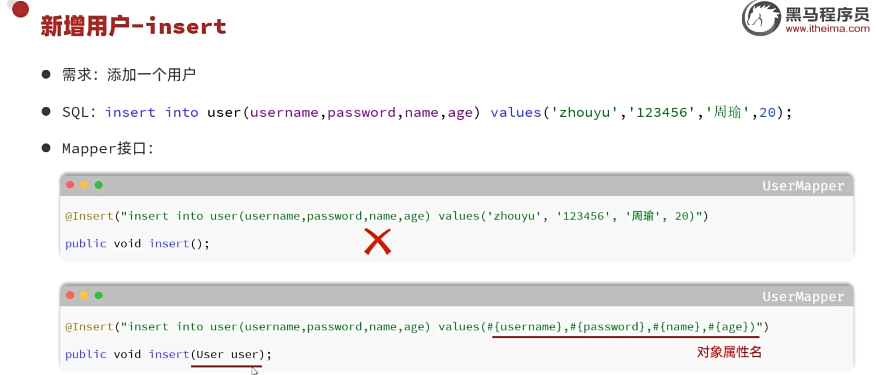 新增用户-insert
黑马程序员
www.itheima.com
需求：添加一个用户
SQL：insert into user(username,password,name,age) values('zhouyu','123456','周瑜',20);
Mapper接口：
UserMapper
@Insert("insert into user(username,password,name,age) values('zhouyu', '123456', '周瑜', 20)")
public void insert();
UserMapper
@Insert("insert into user(username,password,name,age) values(#{username},#{password},#{name},#{age})")
public void insert(User user);
对象属性名